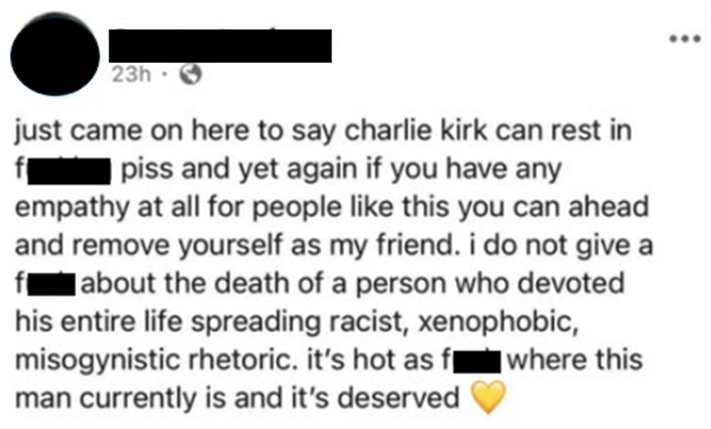 23h ·
just came on here to say charlie kirk can rest in
f piss and yet again if you have any
empathy at all for people like this you can ahead
and remove yourself as my friend. i do not give a
f about the death of a person who devoted
his entire life spreading racist, xenophobic,
misogynistic rhetoric. it's hot as f where this
man currently is and it's deserved 💛